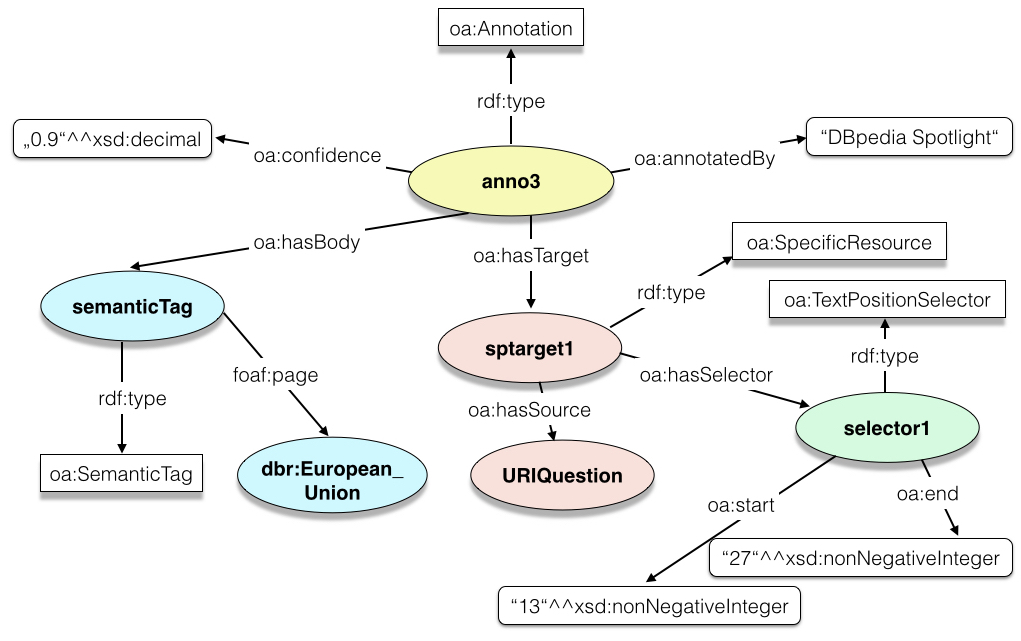 oa:Annotation
rdf:type
„0.9“^^xsd:decimal
“DBpedia Spotlight“
oa:confidence
oa:annotatedBy
anno3
oa:hasBody
oa:hasTarget
oa:SpecificResource
rdf:type
oa:TextPositionSelector
semanticTag
sptarget1
rdf:type
foaf:page
oa:hasSelector
rdf:type
oa:hasSource
selector1
oa:SemanticTag
dbr:European_
Union
URIQuestion
oa:start
oa:end
“27“^^xsd:nonNegativeInteger
“13“^^xsd:nonNegativeInteger